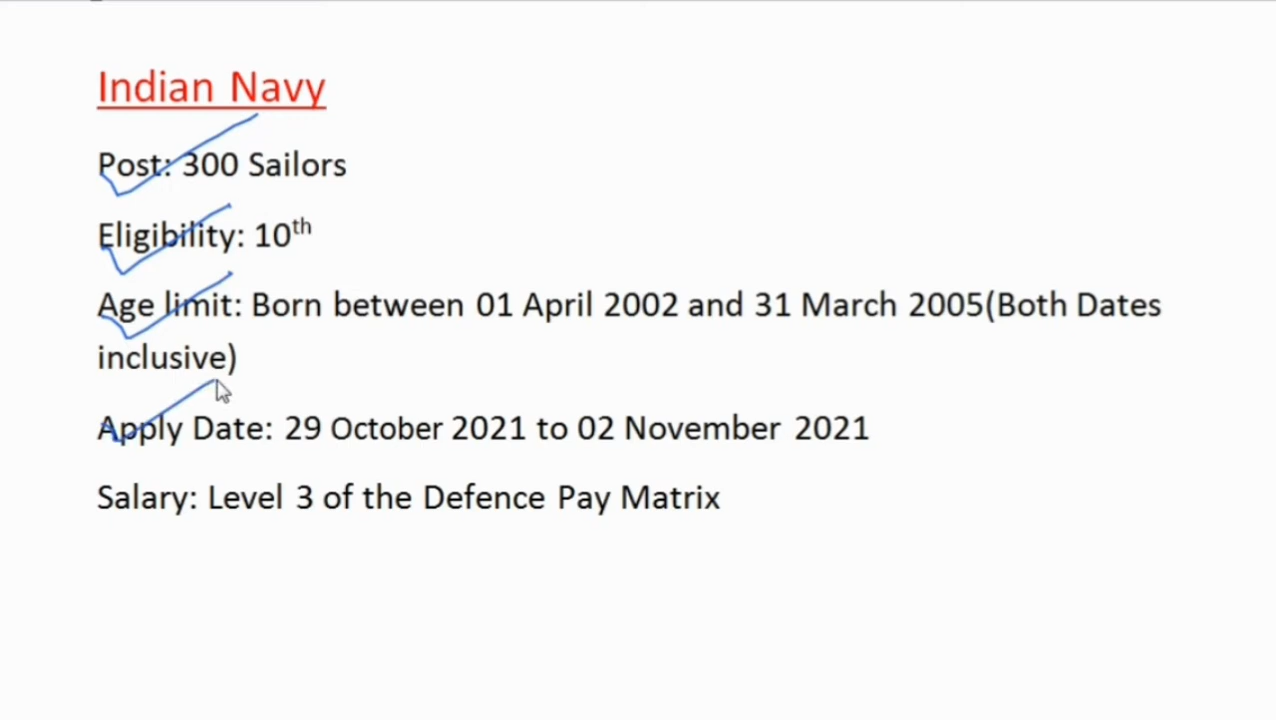 Indian Navy
Post: 300 Sailors
Eligibility: 10th
Age limit: Born between 01 April 2002 and 31 March 2005(Both Dates
inclusive)
Apply Date: 29 October 2021 to 02 November 2021
Salary: Level 3 of the Defence Pay Matrix